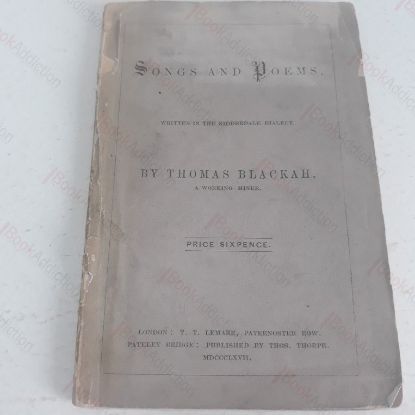 Songs and Poems,
WRITTEN IN THE NIDDERDALE DIALECT
BY THOMAS BLACKAH,
A WORKING MINER.
PRICE SIXPENCE.
LONDON: T. T. LEMARE, PATERNOSTER ROW.
PATELEY BRIDGE: PUBLISHED BY THOS. THORPE.
MDCCCLXVII.
BookAddiction